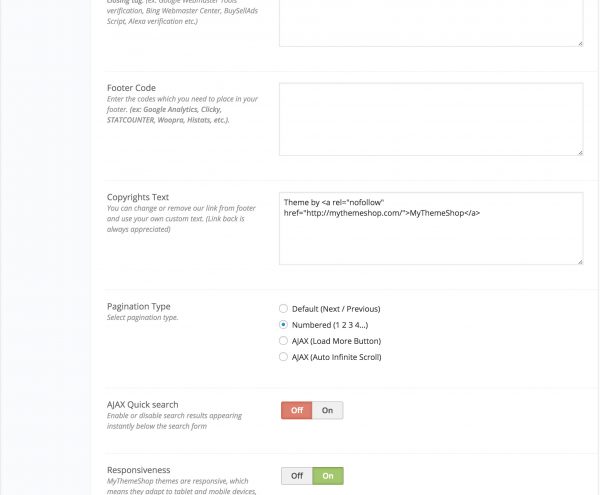 closing tag. (ex: Google Webmaster Tools
verification, Bing Webmaster Center, BuySellAds
Script, Alexa verification etc.)
Footer Code
Enter the codes which you need to place in your
footer. (ex: Google Analytics, Clicky,
STATCOUNTER, Woopra, Histats, etc.).
Copyrights Text
You can change or remove our link from footer
and use your own custom text. (Link back is
always appreciated)
Theme by <a rel="nofollow"
href="http://mythemeshop.com/">MyThemeShop</a>
Pagination Type
Select pagination type.
Default (Next / Previous)
Numbered (1 2 3 4...)
AJAX (Load More Button)
AJAX (Auto Infinite Scroll)
AJAX Quick search
Enable or disable search results appearing
instantly below the search form
Off On
Responsiveness
MyThemeShop themes are responsive, which
means they adapt to tablet and mobile devices,
Off On